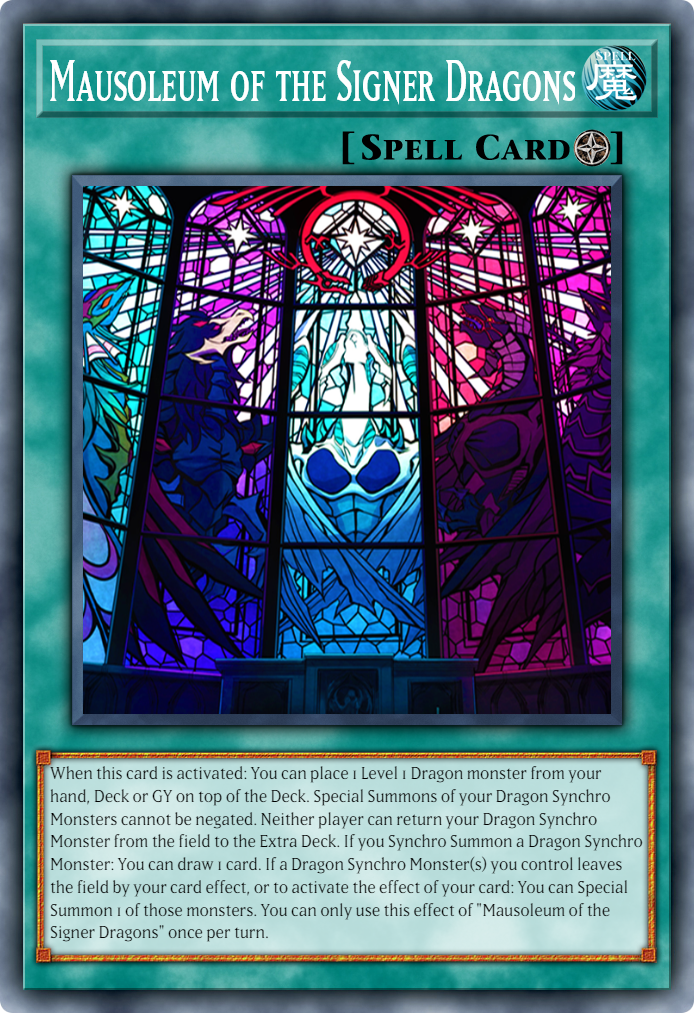 Mausoleum of the Signer Dragons
SPELL
魔
[Spell Card]
When this card is activated: You can place 1 Level 1 Dragon monster from your
hand, Deck or GY on top of the Deck. Special Summons of your Dragon Synchro
Monsters cannot be negated. Neither player can return your Dragon Synchro
Monster from the field to the Extra Deck. If you Synchro Summon a Dragon Synchro
Monster: You can draw 1 card. If a Dragon Synchro Monster(s) you control leaves
the field by your card effect, or to activate the effect of your card: You can Special
Summon 1 of those monsters. You can only use this effect of "Mausoleum of the
Signer Dragons" once per turn.